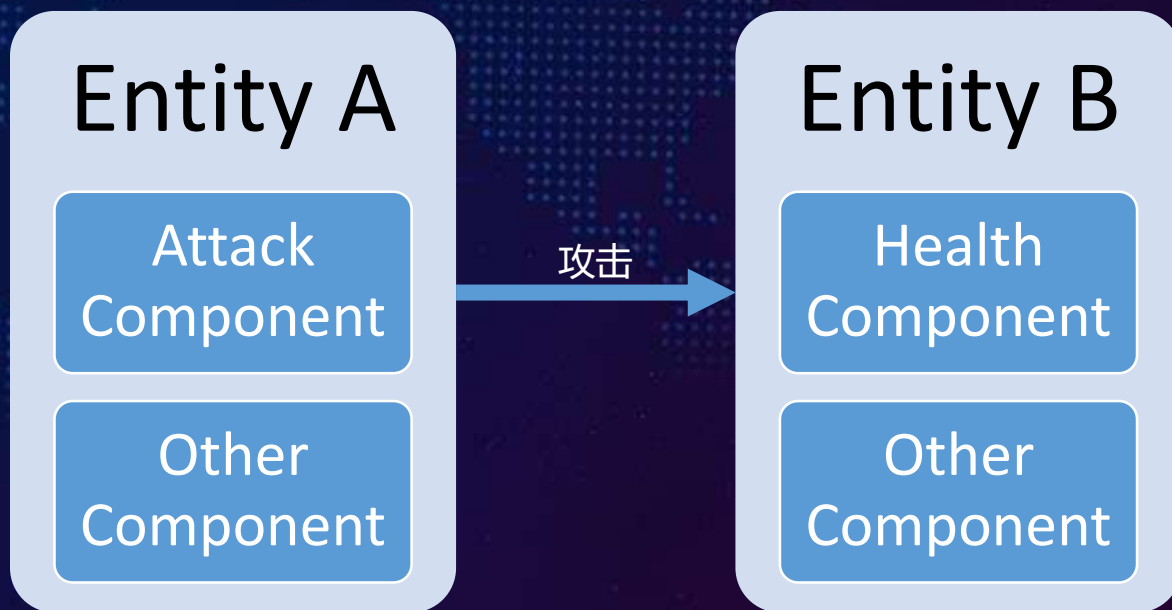 Entity A
Attack
Component
Other
Component
攻击
Entity B
Health
Component
Other
Component